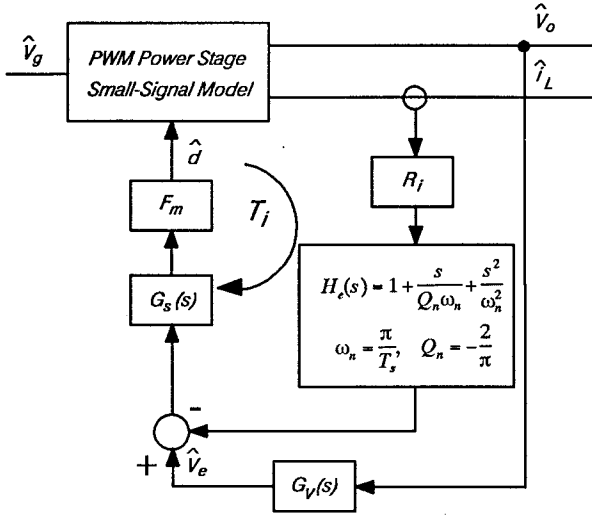 V̂g
PWM Power Stage
Small-Signal Model
V̂o
îL
d̂
Fm
Ti
Ri
Gs(s)
He(s) = 1 + s/(Qnωn) + s²/ωn²
ωn = π/Ts, Qn = -2/π
-
+
V̂e
GV(s)